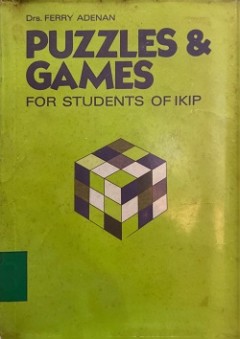 Drs. FERRY ADENAN
PUZZLES &
GAMES
FOR STUDENTS OF IKIP